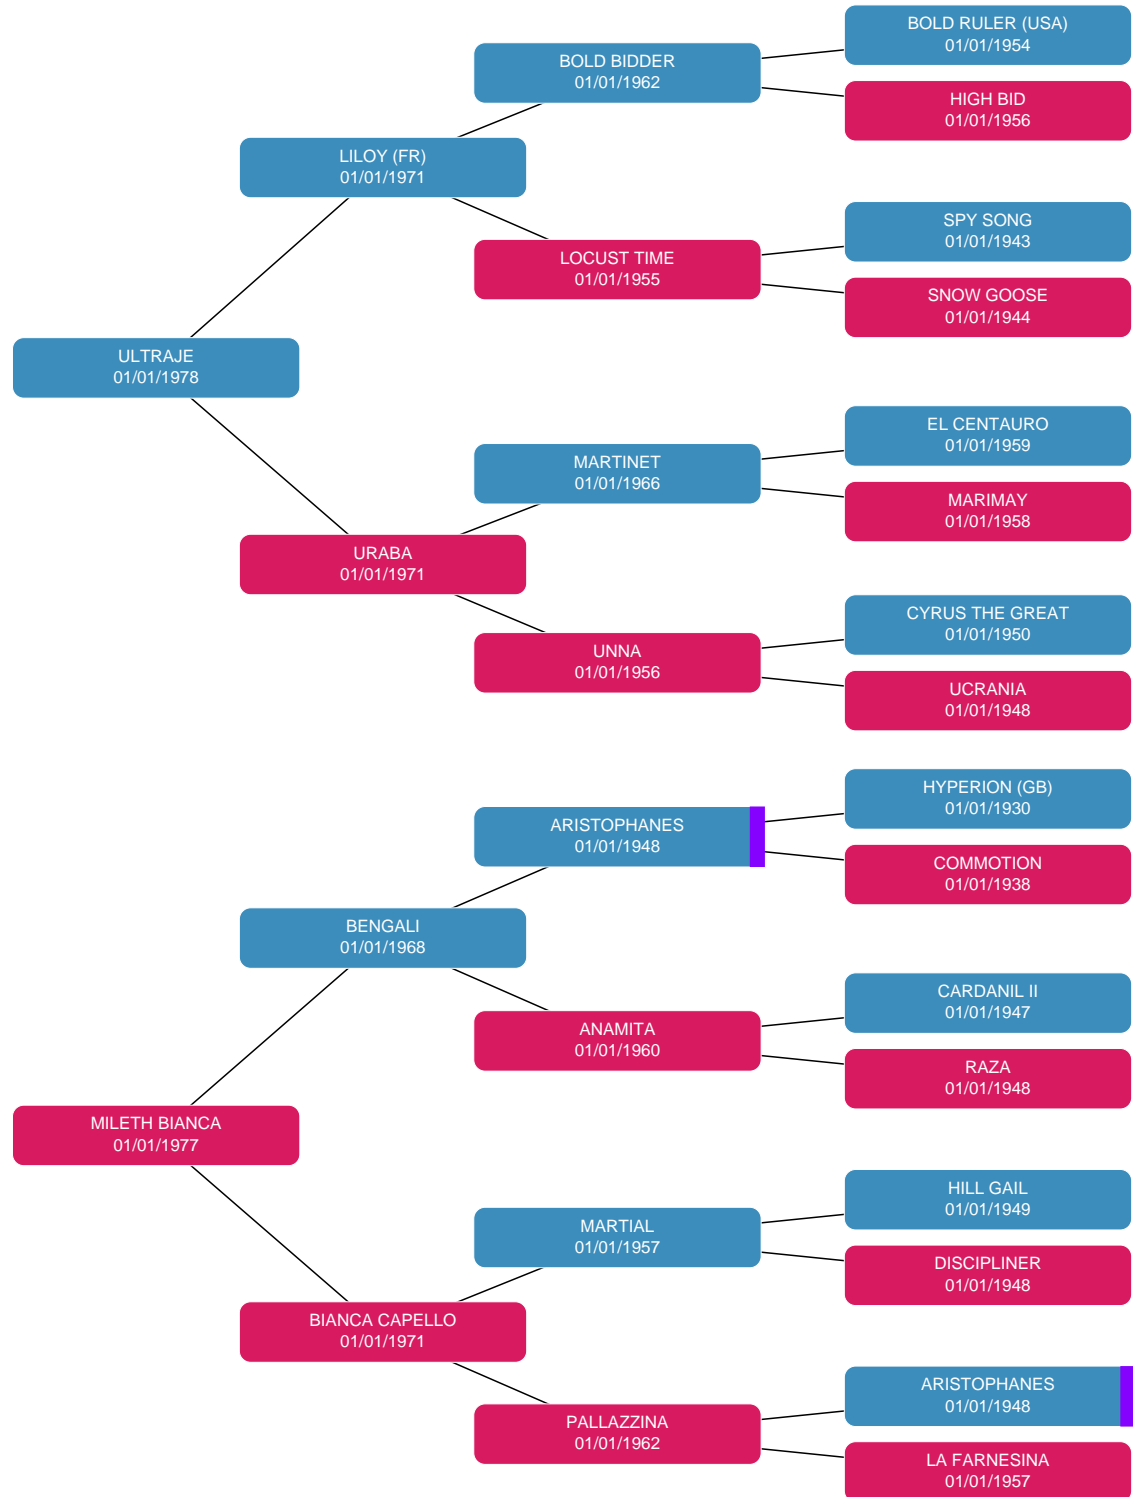 BOLD RULER (USA)
01/01/1954
BOLD BIDDER
01/01/1962
HIGH BID
01/01/1956
LILOY (FR)
01/01/1971
SPY SONG
01/01/1943
LOCUST TIME
01/01/1955
SNOW GOOSE
01/01/1944
ULTRAJE
01/01/1978
EL CENTAURO
01/01/1959
MARTINET
01/01/1966
MARIMAY
01/01/1958
URABA
01/01/1971
CYRUS THE GREAT
01/01/1950
UNNA
01/01/1956
UCRANIA
01/01/1948
HYPERION (GB)
01/01/1930
ARISTOPHANES
01/01/1948
COMMOTION
01/01/1938
BENGALI
01/01/1968
CARDANIL II
01/01/1947
ANAMITA
01/01/1960
RAZA
01/01/1948
MILETH BIANCA
01/01/1977
HILL GAIL
01/01/1949
MARTIAL
01/01/1957
DISCIPLINER
01/01/1948
BIANCA CAPELLO
01/01/1971
ARISTOPHANES
01/01/1948
PALLAZZINA
01/01/1962
LA FARNESINA
01/01/1957